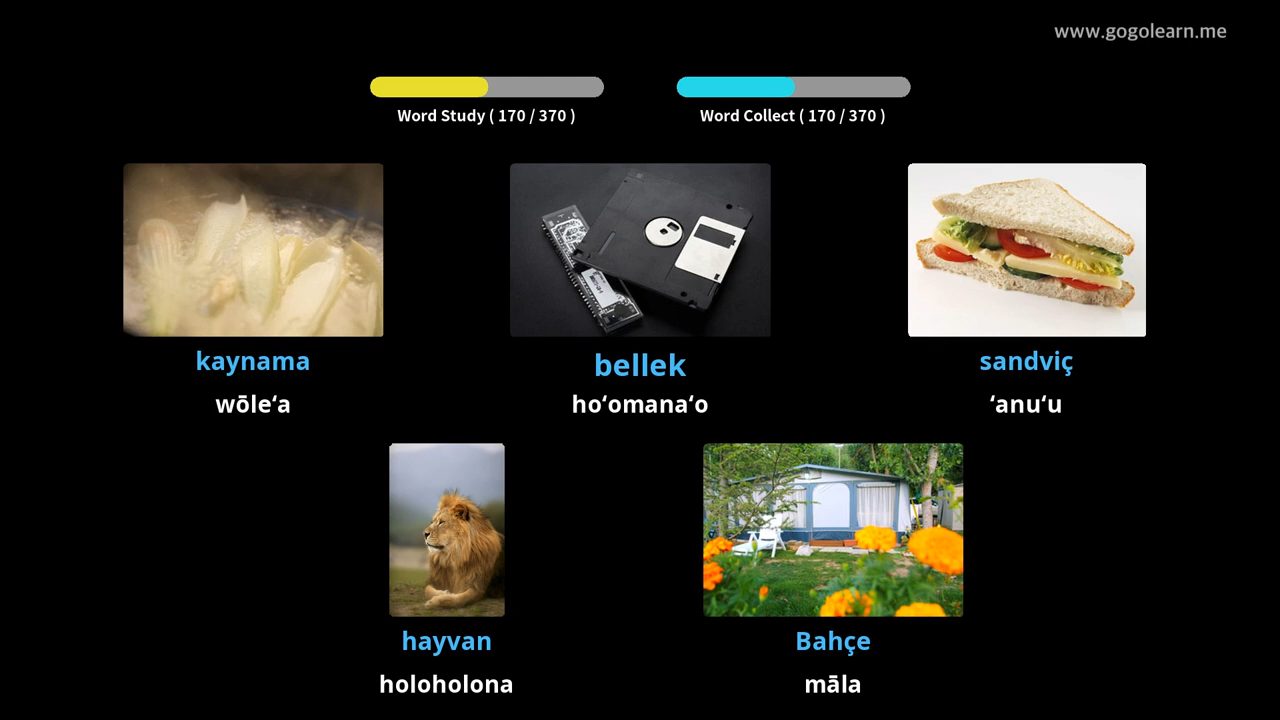 www.gogolearn.me
Word Study ( 170 / 370 )
Word Collect ( 170 / 370 )
kaynama
bellek
sandviç
wōleʻa
hoʻomanaʻo
ʻanuʻu
hayvan
Bahçe
holoholona
māla